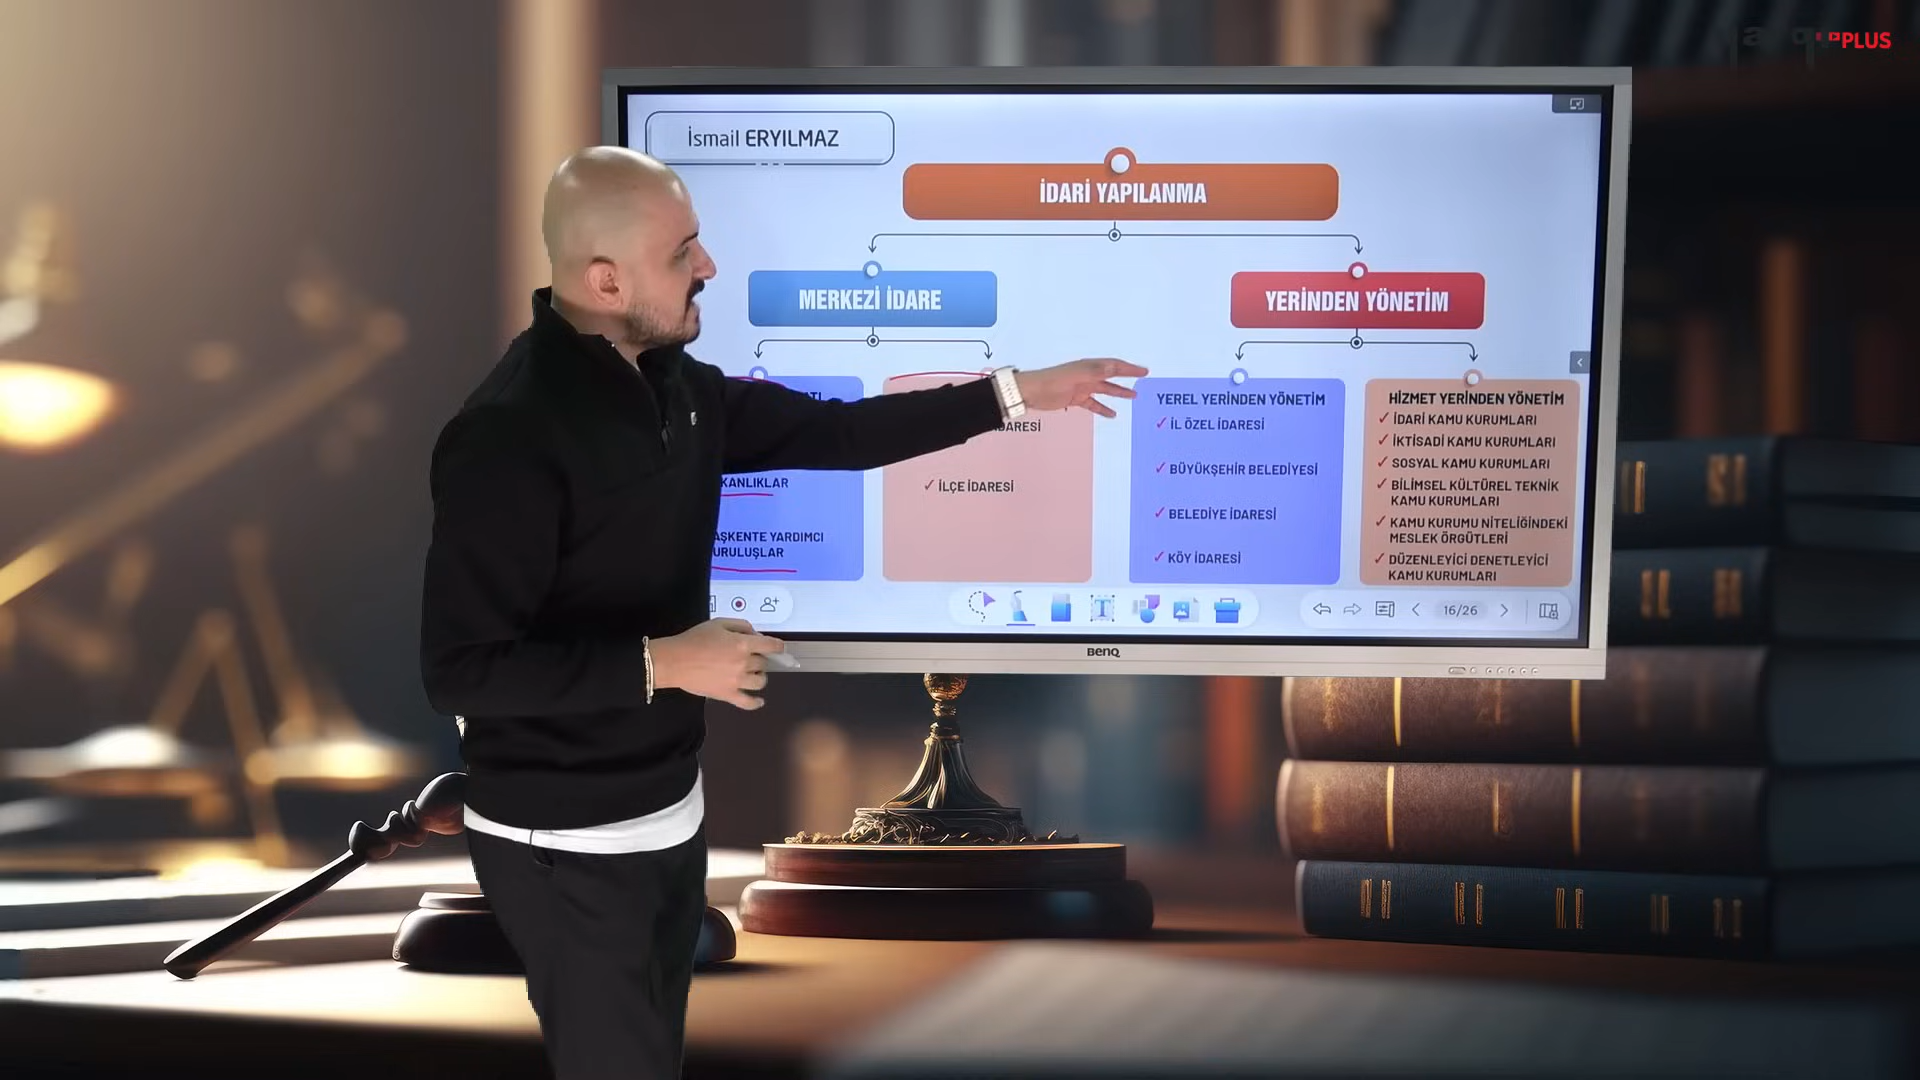 PLUS
İsmail ERYILMAZ
İDARİ YAPILANMA
MERKEZİ İDARE
YERİNDEN YÖNETİM
KANLIKLAR
AŞKENTE YARDIMCI
URULUŞLAR
DARESİ
✓ İLÇE İDARESİ
YEREL YERİNDEN YÖNETİM
✓ İL ÖZEL İDARESİ
✓ BÜYÜKŞEHİR BELEDİYESİ
✓ BELEDİYE İDARESİ
✓ KÖY İDARESİ
HİZMET YERİNDEN YÖNETİM
✓ İDARİ KAMU KURUMLARI
✓ İKTİSADİ KAMU KURUMLARI
✓ SOSYAL KAMU KURUMLARI
✓ BİLİMSEL KÜLTÜREL TEKNİK
KAMU KURUMLARI
✓ KAMU KURUMU NİTELİĞİNDEKİ
MESLEK ÖRGÜTLERİ
✓ DÜZENLEYİCİ DENETLEYİCİ
KAMU KURUMLARI
16/26
BenQ